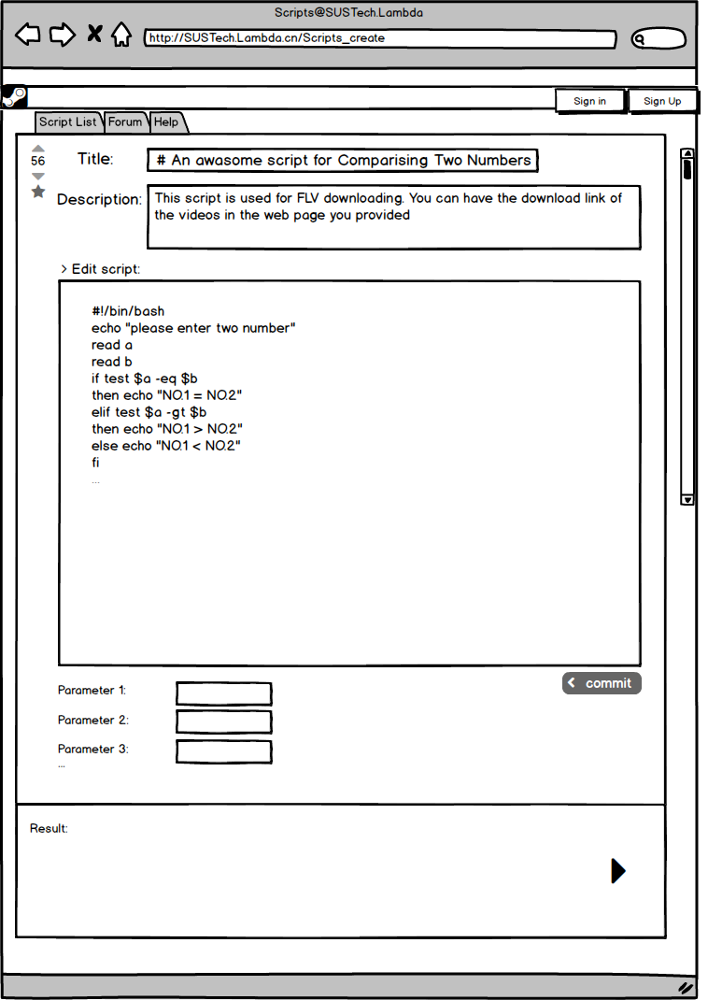 Scripts@SUSTech.Lambda
http://SUSTech.Lambda.cn/Scripts_create
Sign in
Sign Up
Script List
Forum
Help
56
Title:
# An awasome script for Comparising Two Numbers
Description:
This script is used for FLV downloading. You can have the download link of
the videos in the web page you provided
> Edit script:
#!/bin/bash
echo "please enter two number"
read a
read b
if test $a -eq $b
then echo "NO.1 = NO.2"
elif test $a -gt $b
then echo "NO.1 > NO.2"
else echo "NO.1 < NO.2"
fi
...
commit
Parameter 1:
Parameter 2:
Parameter 3:
...
Result: